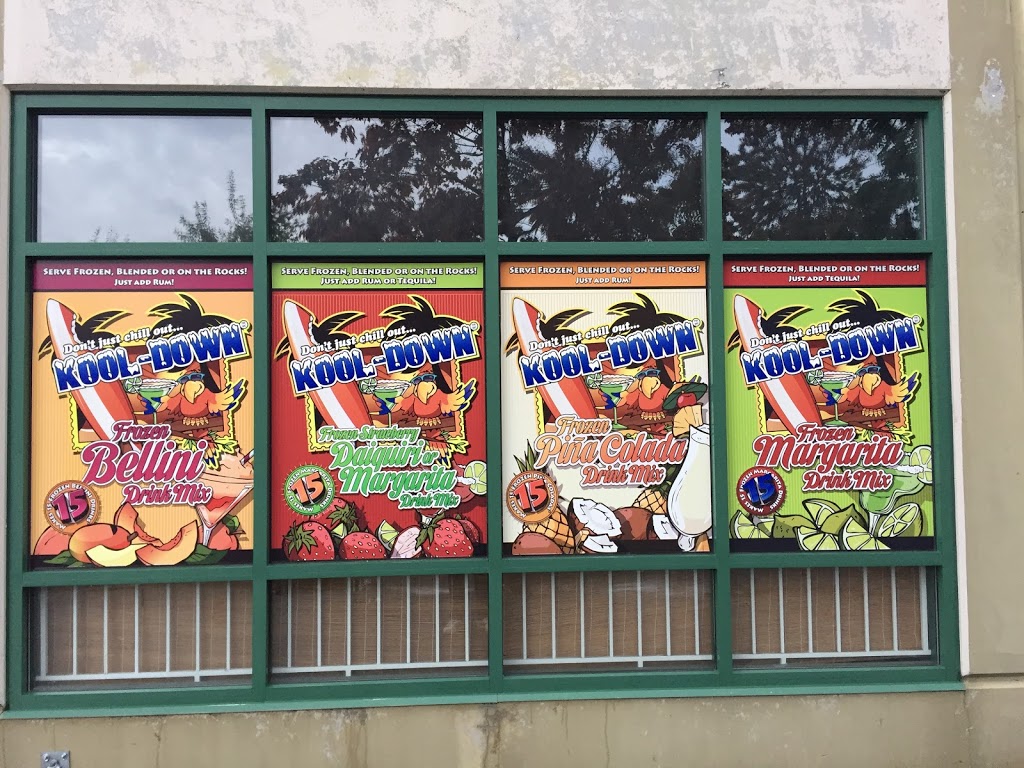 Serve Frozen, Blended or on the Rocks!
Just add Rum!
Don't just chill out...
KOOL-DOWN
Frozen
Bellini
Drink Mix
15
Serve Frozen, Blended or on the Rocks!
Just add Rum or Tequila!
Don't just chill out...
KOOL-DOWN
Frozen Strawberry
Daiquiri or
Margarita
Drink Mix
15
Serve Frozen, Blended or on the Rocks!
Just add Rum!
Don't just chill out...
KOOL-DOWN
Frozen
Piña Colada
Drink Mix
15
Serve Frozen, Blended or on the Rocks!
Just add Tequila!
Don't just chill out...
KOOL-DOWN
Frozen
Margarita
Drink Mix
15